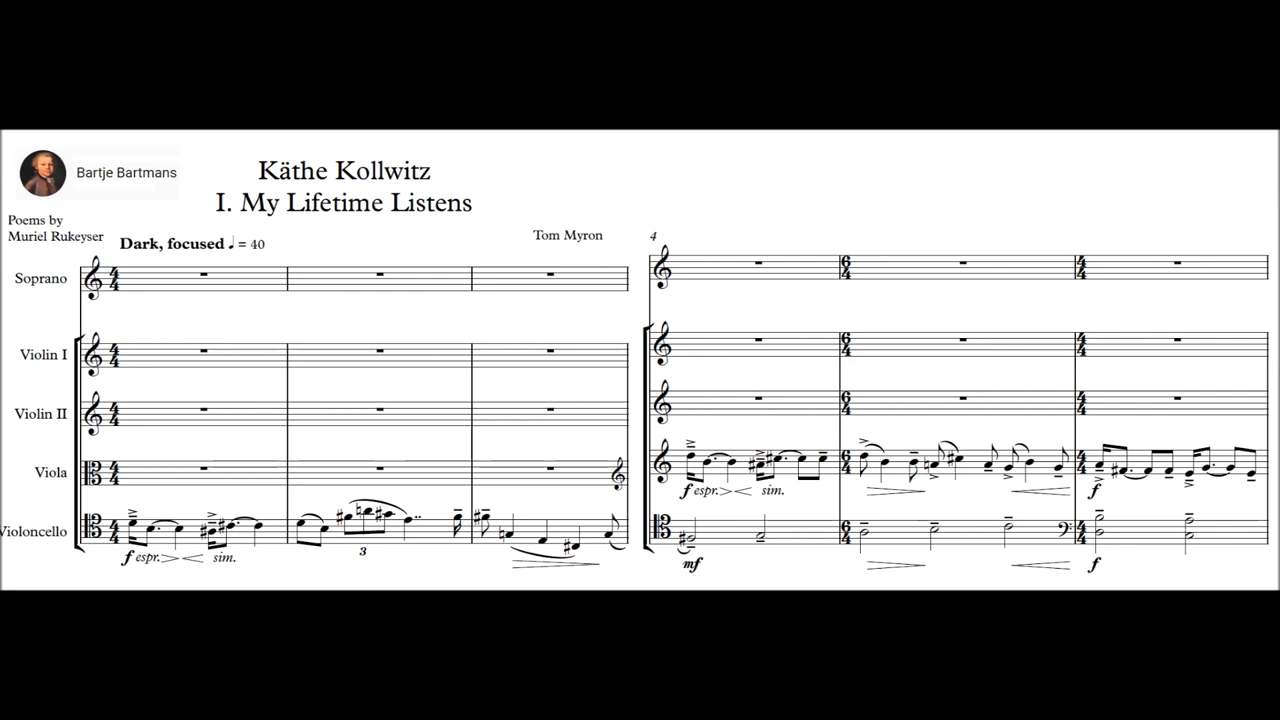 Bartje Bartmans
Käthe Kollwitz
I. My Lifetime Listens
Poems by
Muriel Rukeyser
Dark, focused ♩ = 40
Tom Myron
4
Soprano
Violin I
Violin II
Viola
Violoncello
f espr. sim.
3
f espr. sim.
mf
f
f